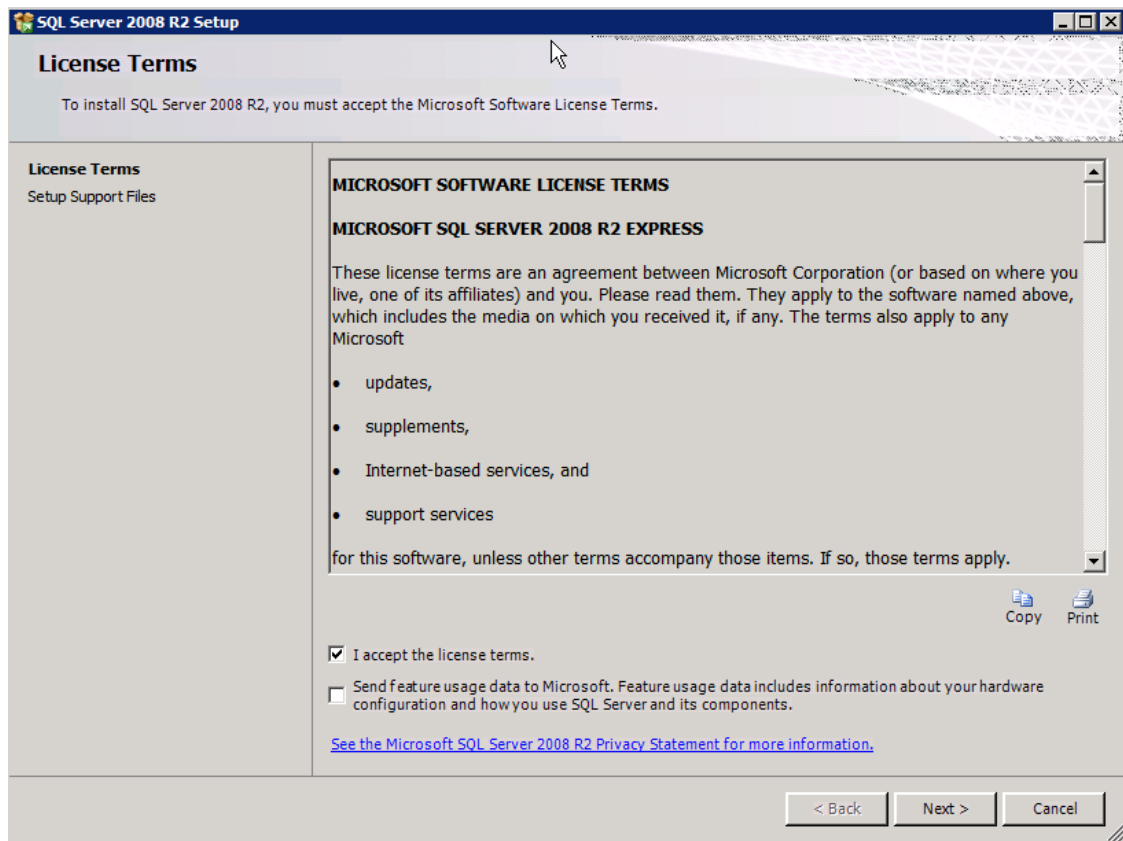 SQL Server 2008 R2 Setup
License Terms
To install SQL Server 2008 R2, you must accept the Microsoft Software License Terms.
License Terms
Setup Support Files
MICROSOFT SOFTWARE LICENSE TERMS
MICROSOFT SQL SERVER 2008 R2 EXPRESS
These license terms are an agreement between Microsoft Corporation (or based on where you
live, one of its affiliates) and you. Please read them. They apply to the software named above,
which includes the media on which you received it, if any. The terms also apply to any
Microsoft
• updates,
• supplements,
• Internet-based services, and
• support services
for this software, unless other terms accompany those items. If so, those terms apply.
Copy Print
I accept the license terms.
Send feature usage data to Microsoft. Feature usage data includes information about your hardware
configuration and how you use SQL Server and its components.
See the Microsoft SQL Server 2008 R2 Privacy Statement for more information.
< Back Next > Cancel